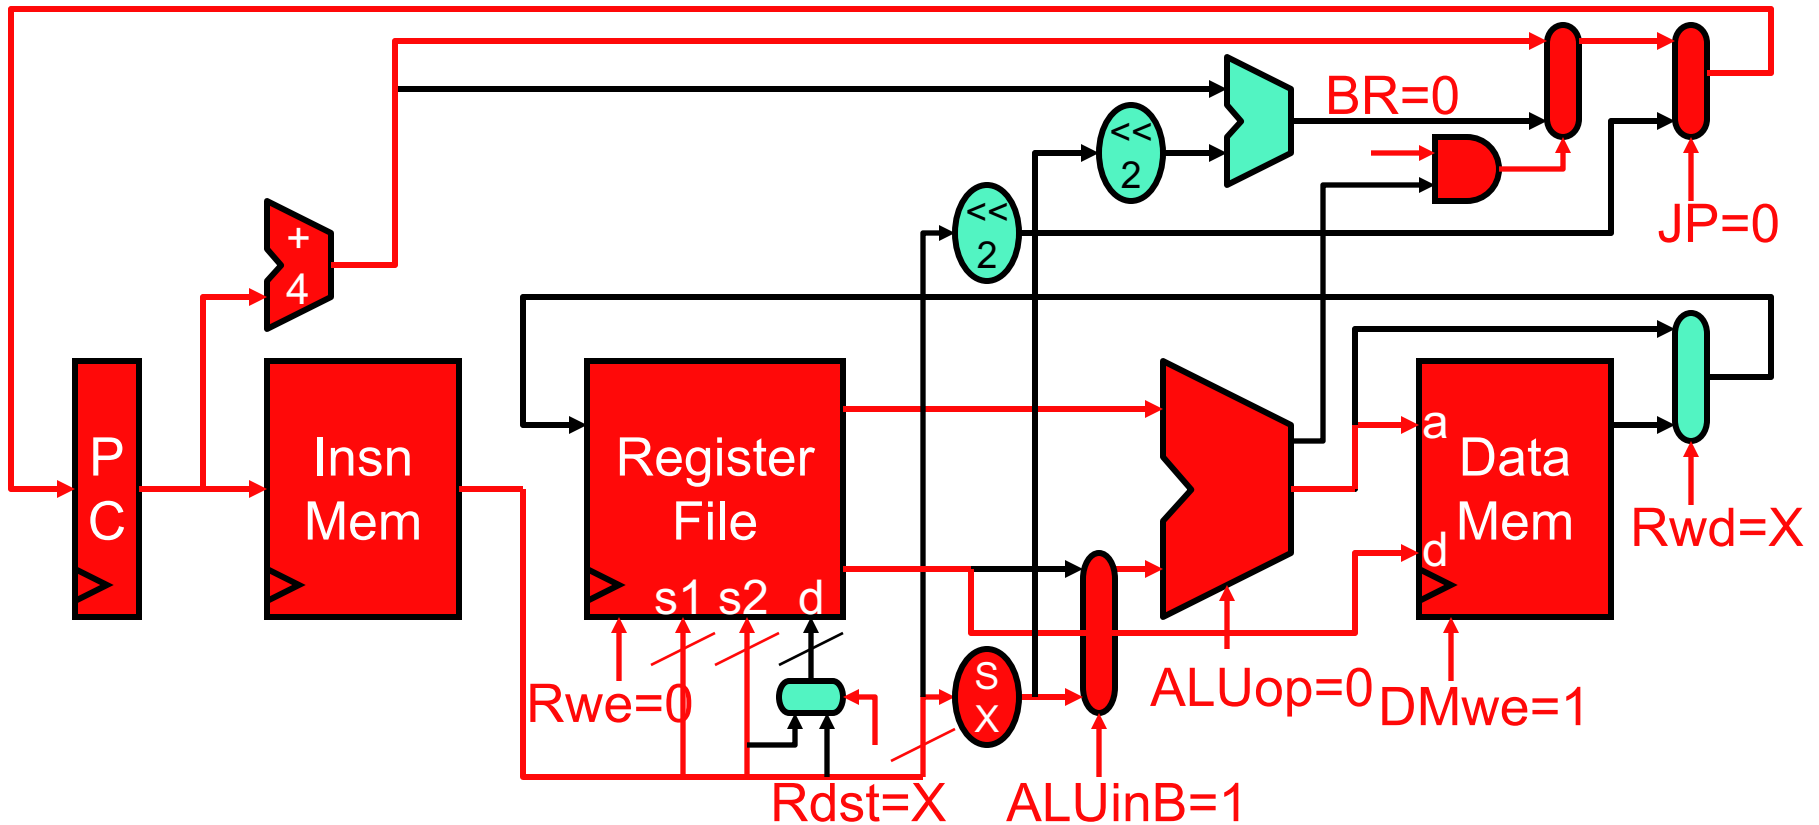 BR=0
<<
2
<<
2
JP=0
+
4
P
C
Insn
Mem
Register
File
s1 s2 d
a
d
Data
Mem
Rwd=X
S
X
Rwe=0
ALUop=0
DMwe=1
Rdst=X
ALUinB=1